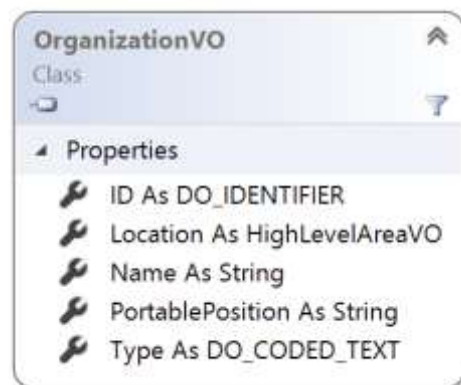 OrganizationVO
Class
Properties
ID As DO_IDENTIFIER
Location As HighLevelAreaVO
Name As String
PortablePosition As String
Type As DO_CODED_TEXT